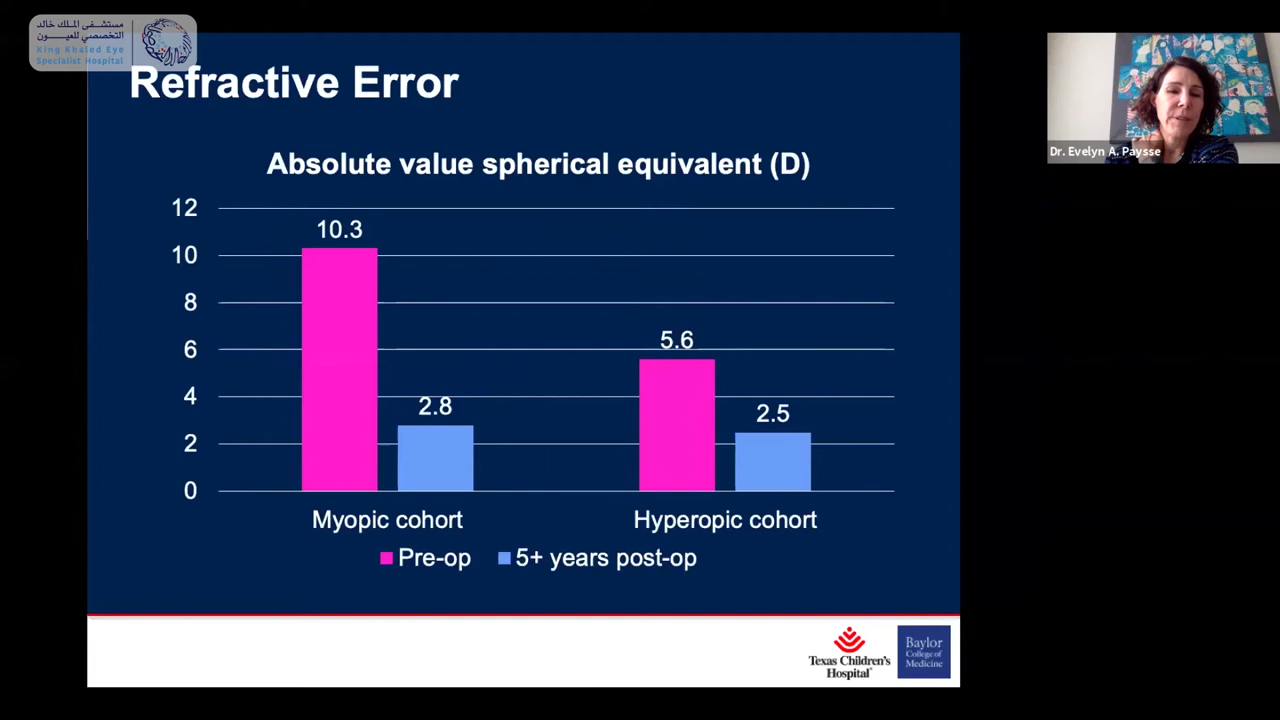 مستشفى الملك خالد
التخصصي للعيون
King Khaled Eye
Specialist Hospital
Refractive Error
Absolute value spherical equivalent (D)
12
10
8
6
4
2
0
10.3
2.8
5.6
2.5
Myopic cohort
Hyperopic cohort
Pre-op
5+ years post-op
Texas Children's
Hospital
Baylor
College of
Medicine
Dr. Evelyn A. Paysse